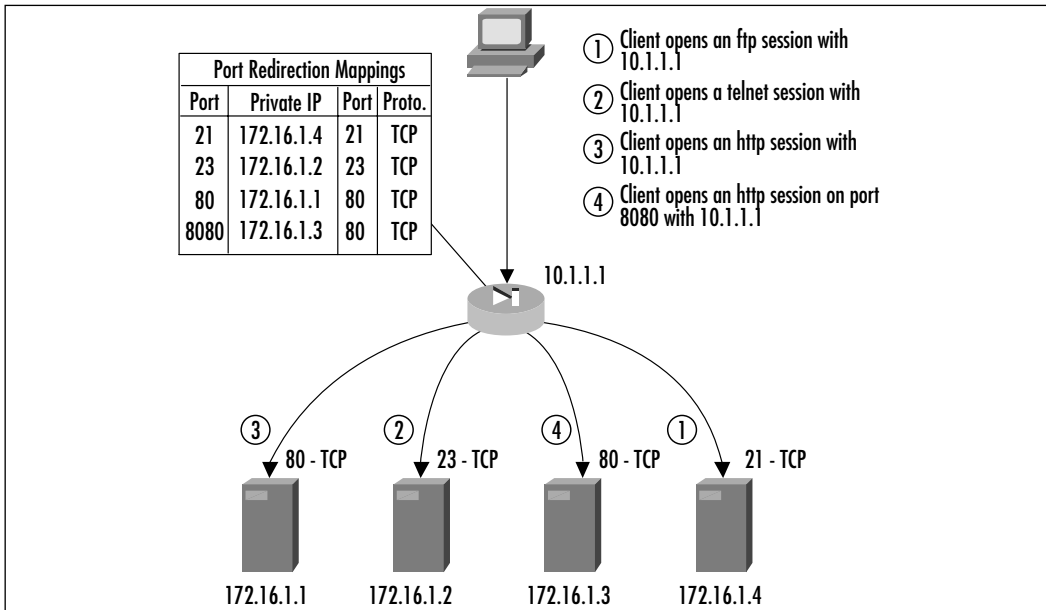 Port Redirection Mappings
Port Private IP Port Proto.
21 172.16.1.4 21 TCP
23 172.16.1.2 23 TCP
80 172.16.1.1 80 TCP
8080 172.16.1.3 80 TCP
1 Client opens an ftp session with
10.1.1.1
2 Client opens a telnet session with
10.1.1.1
3 Client opens an http session with
10.1.1.1
4 Client opens an http session on port
8080 with 10.1.1.1
10.1.1.1
3 2 4 1
80 - TCP 23 - TCP 80 - TCP 21 - TCP
172.16.1.1 172.16.1.2 172.16.1.3 172.16.1.4